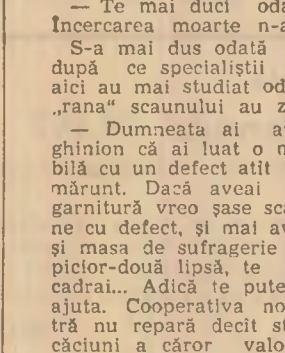 — Te mai duci oda
Încercarea moarte n-a
S-a mai dus odată
după ce specialiștii
aici au mai studiat od
„rana“ scaunului au z
— Dumneata ai a
ghinion că ai luat o m
bilă cu un defect atit
mărunt. Dacă aveai
garnitură vreo șase sca
ne cu defect, și mai av
și masa de sufragerie
picior-două lipsă, te
cadrai... Adică te pute
ajuta. Cooperativa no
tră nu repară decît st
căciuni a căror valo